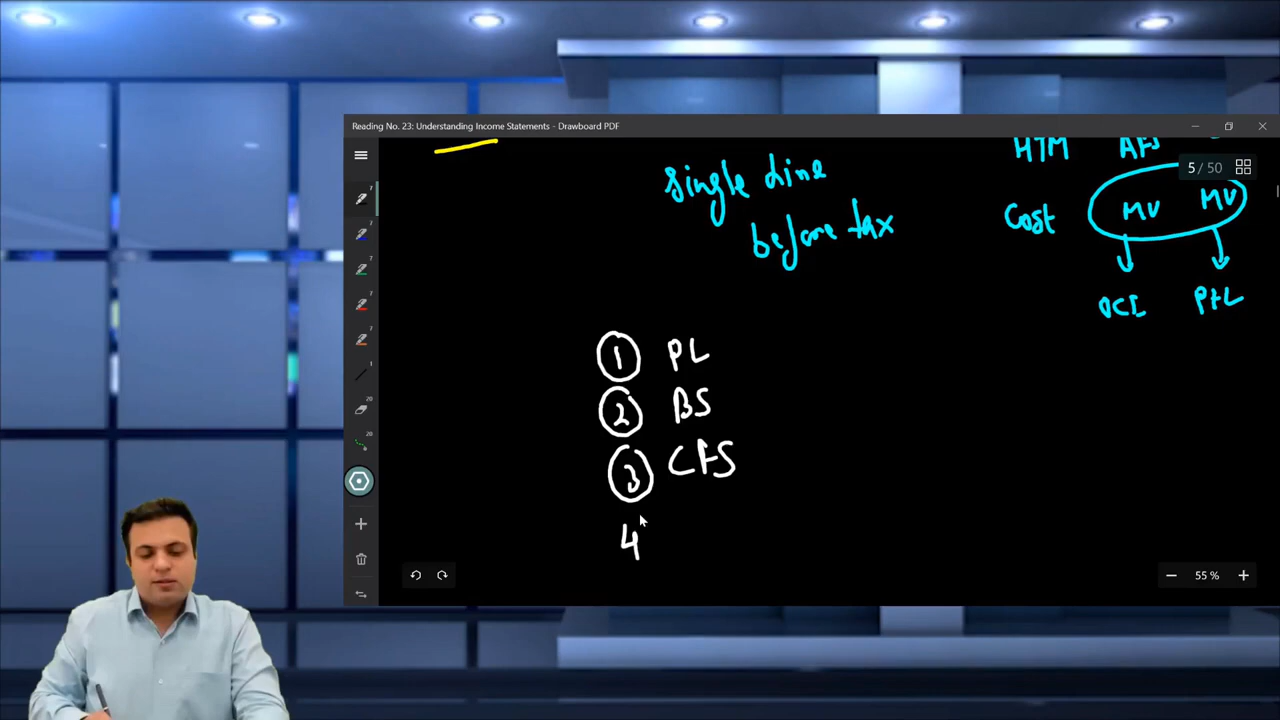 Reading No. 23: Understanding Income Statements - Drawboard PDF
HTM AFS
5 / 50
Single Line
before tax
Cost MV MV
OCI P+L
1 PL
2 BS
3 CFS
4
55 %